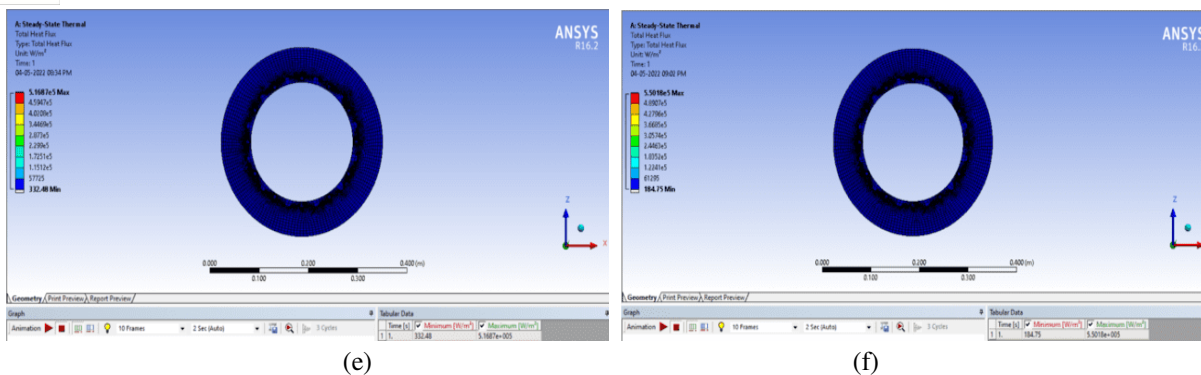 A: Steady-State Thermal
Total Heat Flux
Type: Total Heat Flux
Unit: W/m²
Time: 1
04-05-2022 08:34 PM
5.1687e5 Max
4.5947e5
4.0208e5
3.4469e5
2.873e5
2.299e5
1.7251e5
1.1512e5
57725
332.48 Min
ANSYS
R16.2
Z
X
0.000
0.200
0.400 (m)
0.100
0.300
Geometry / Print Preview / Report Preview /
Graph
Animation
10 Frames
2 Sec (Auto)
3 Cycles
Tabular Data
Time [s] Minimum [W/m²] Maximum [W/m²]
1 1. 332.48 5.1687e+005
(e)
A: Steady-State Thermal
Total Heat Flux
Type: Total Heat Flux
Unit: W/m²
Time: 1
04-05-2022 09:02 PM
5.5018e5 Max
4.8907e5
4.2796e5
3.6685e5
3.0574e5
2.4463e5
1.8352e5
1.2241e5
61295
184.75 Min
ANSYS
R16.
Z
0.000
0.200
0.400 (m)
0.100
0.300
Geometry / Print Preview / Report Preview /
Graph
Animation
10 Frames
2 Sec (Auto)
3 Cycles
Tabular Data
Time [s] Minimum [W/m²] Maximum [W/m²]
1 1. 184.75 5.5018e+005
(f)